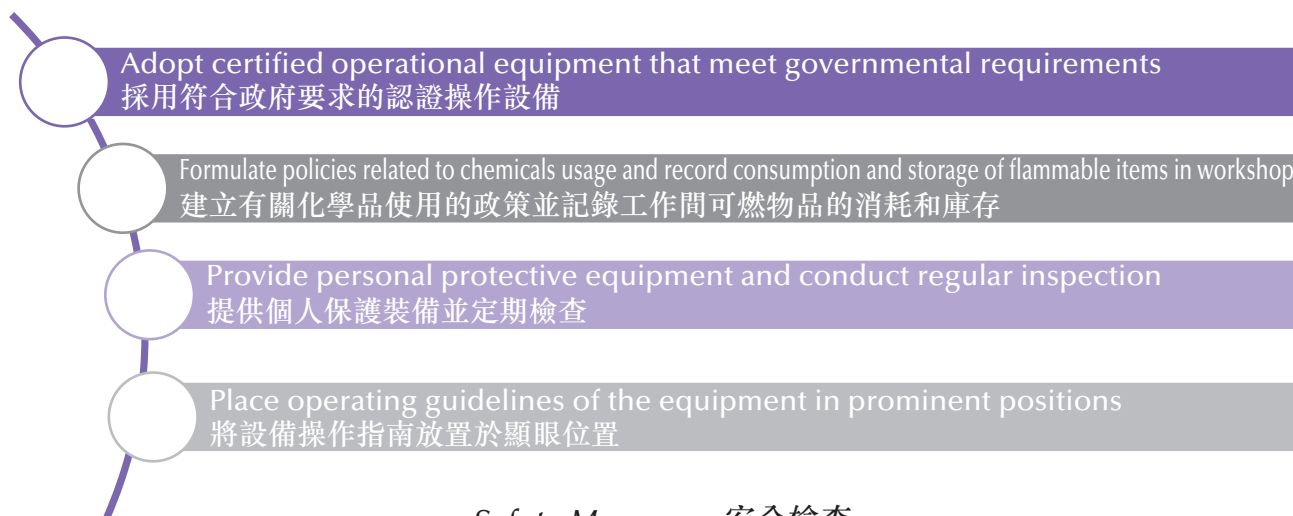 Adopt certified operational equipment that meet governmental requirements
採用符合政府要求的認證操作設備
Formulate policies related to chemicals usage and record consumption and storage of flammable items in workshop
建立有關化學品使用的政策並記錄工作間可燃物品的消耗和庫存
Provide personal protective equipment and conduct regular inspection
提供個人保護裝備並定期檢查
Place operating guidelines of the equipment in prominent positions
將設備操作指南放置於顯眼位置
Safety 安全檢查